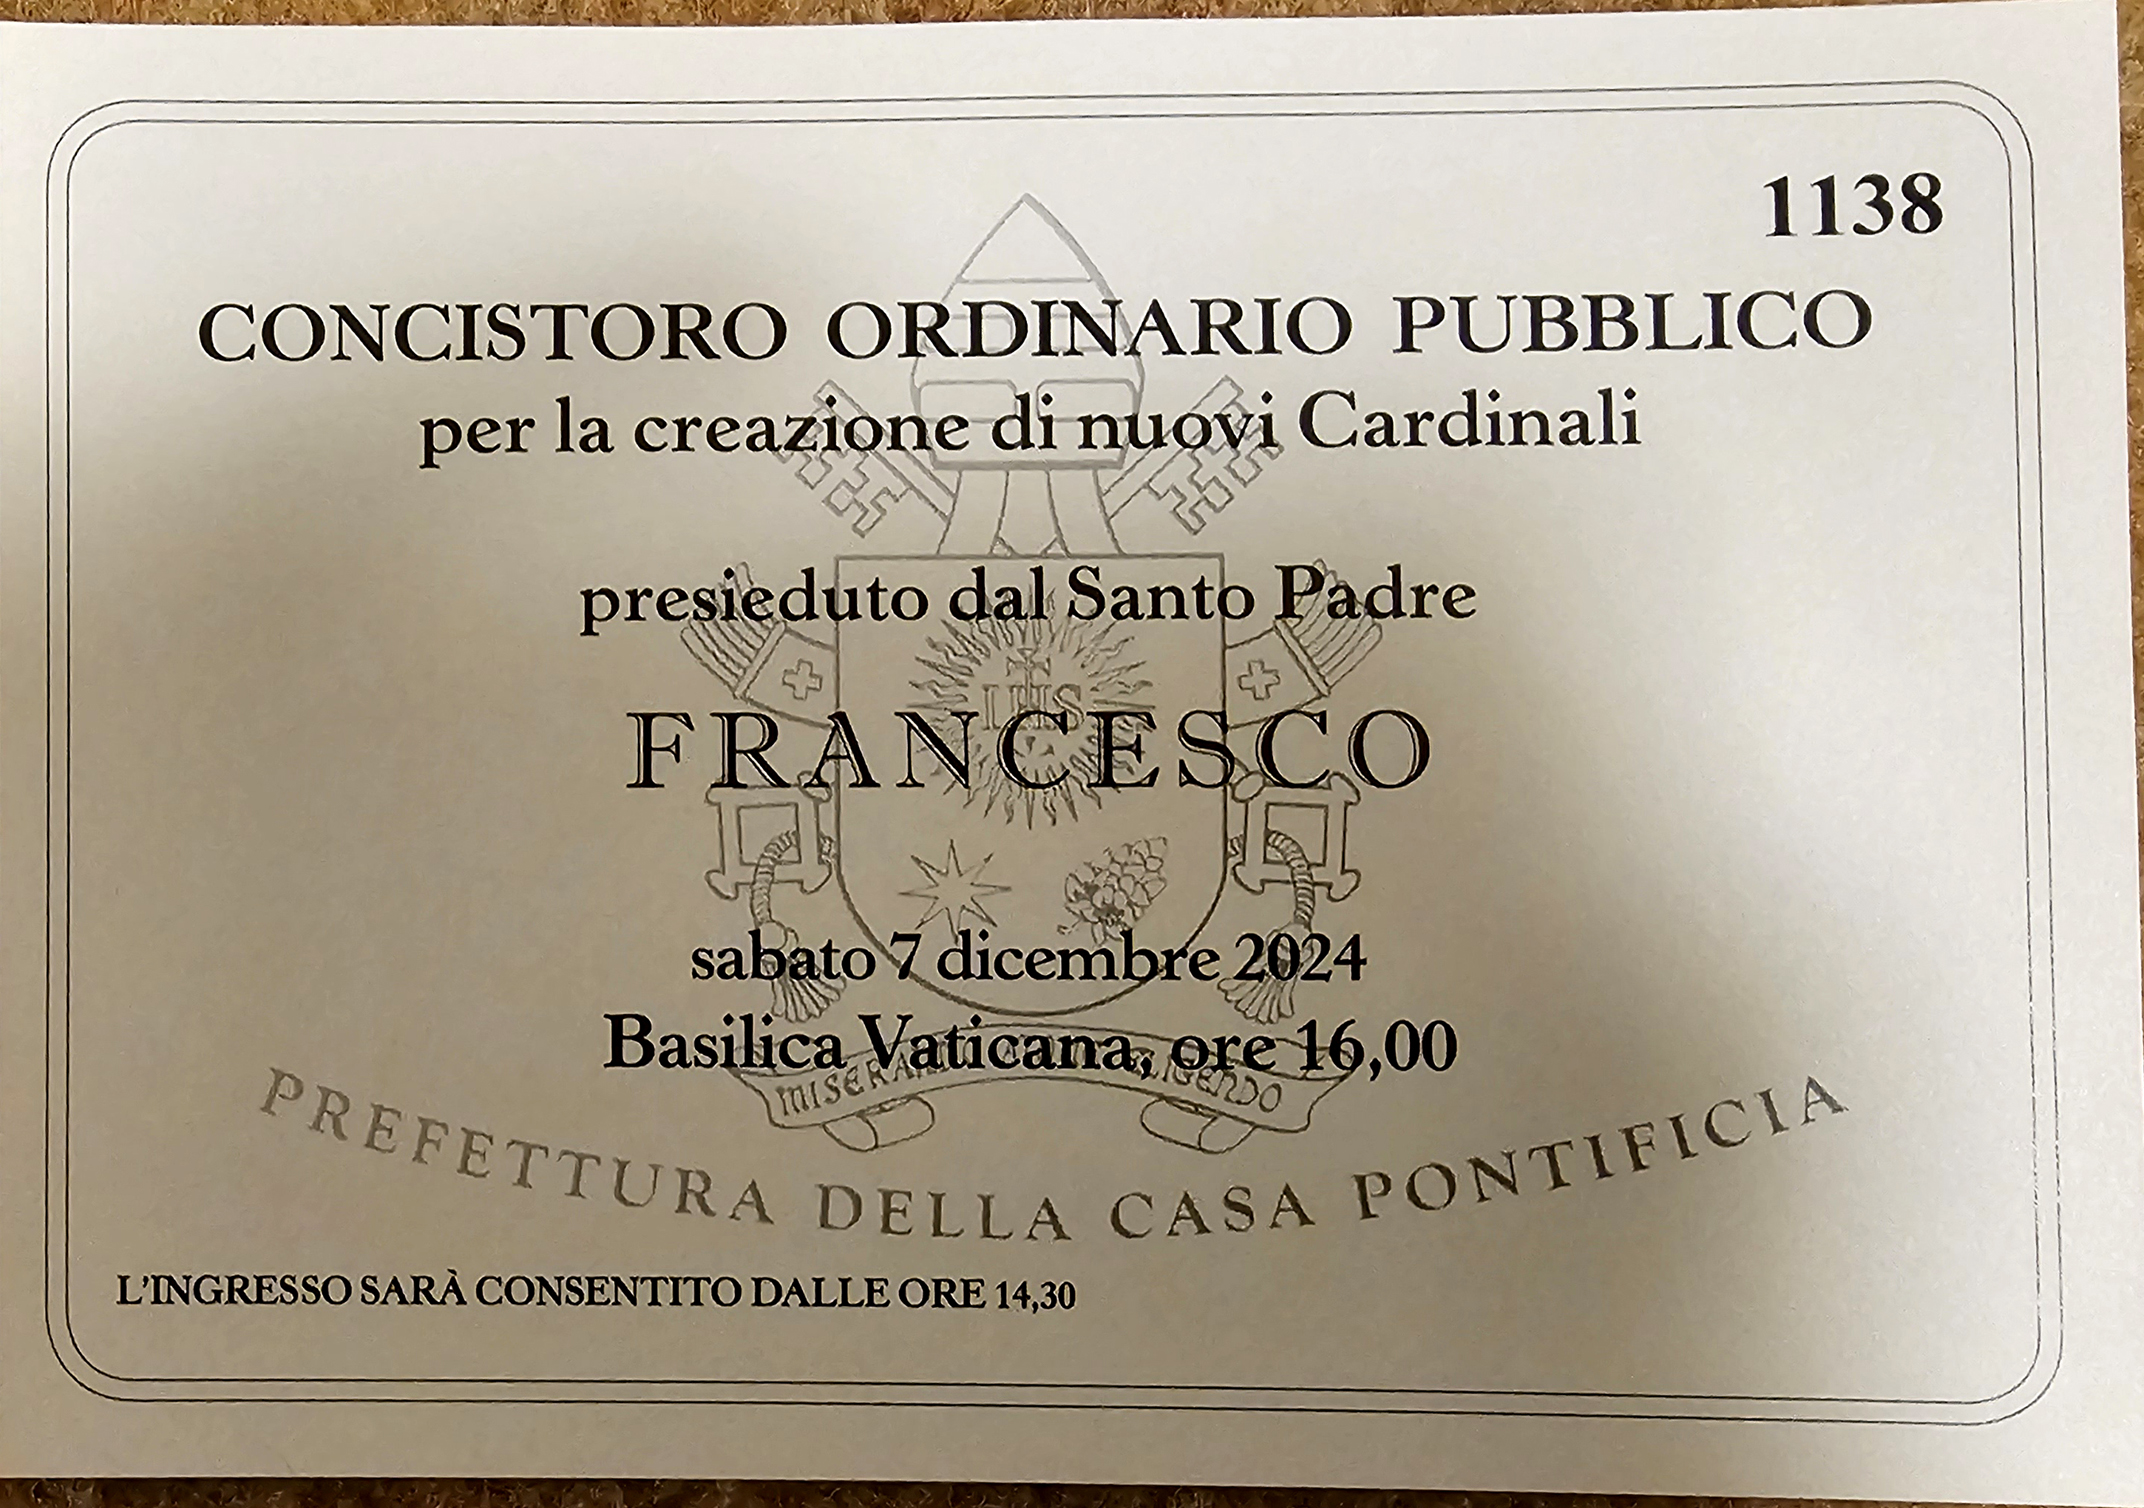 1138
CONCISTORO ORDINARIO PUBBLICO
per la creazione di nuovi Cardinali
presieduto dal Santo Padre
IHS
FRANCESCO
sabato 7 dicembre 2024
Basilica Vaticana, ore 16,00
PREFETTURA DELLA CASA PONTIFICIA
L'INGRESSO SARÀ CONSENTITO DALLE ORE 14,30